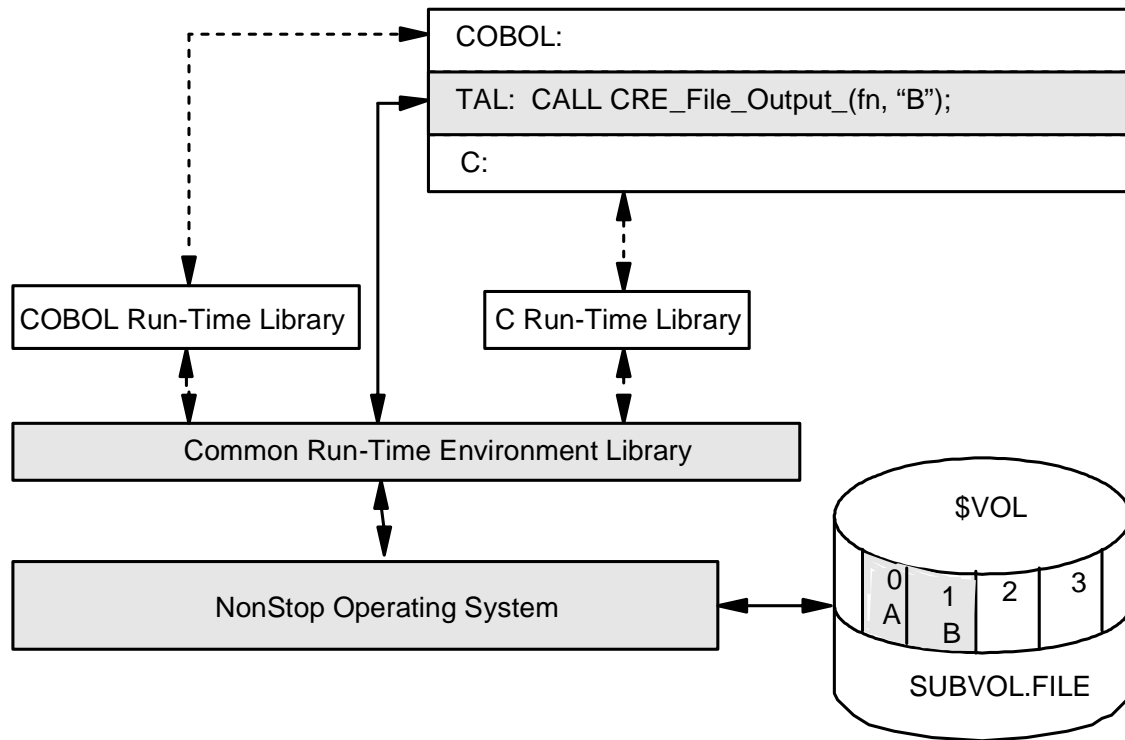 COBOL:
TAL: CALL CRE_File_Output_(fn, “B”);
C:
COBOL Run-Time Library
C Run-Time Library
Common Run-Time Environment Library
$VOL
0 1 2 3
A B
NonStop Operating System
SUBVOL.FILE